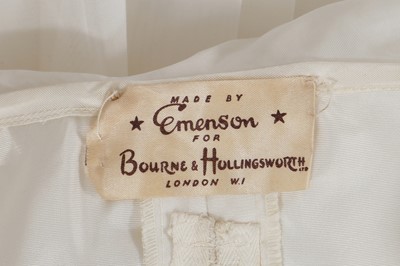 MADE BY
★ Emenson ★
FOR
BOURNE & HOLLINGSWORTH LTD
LONDON W.1